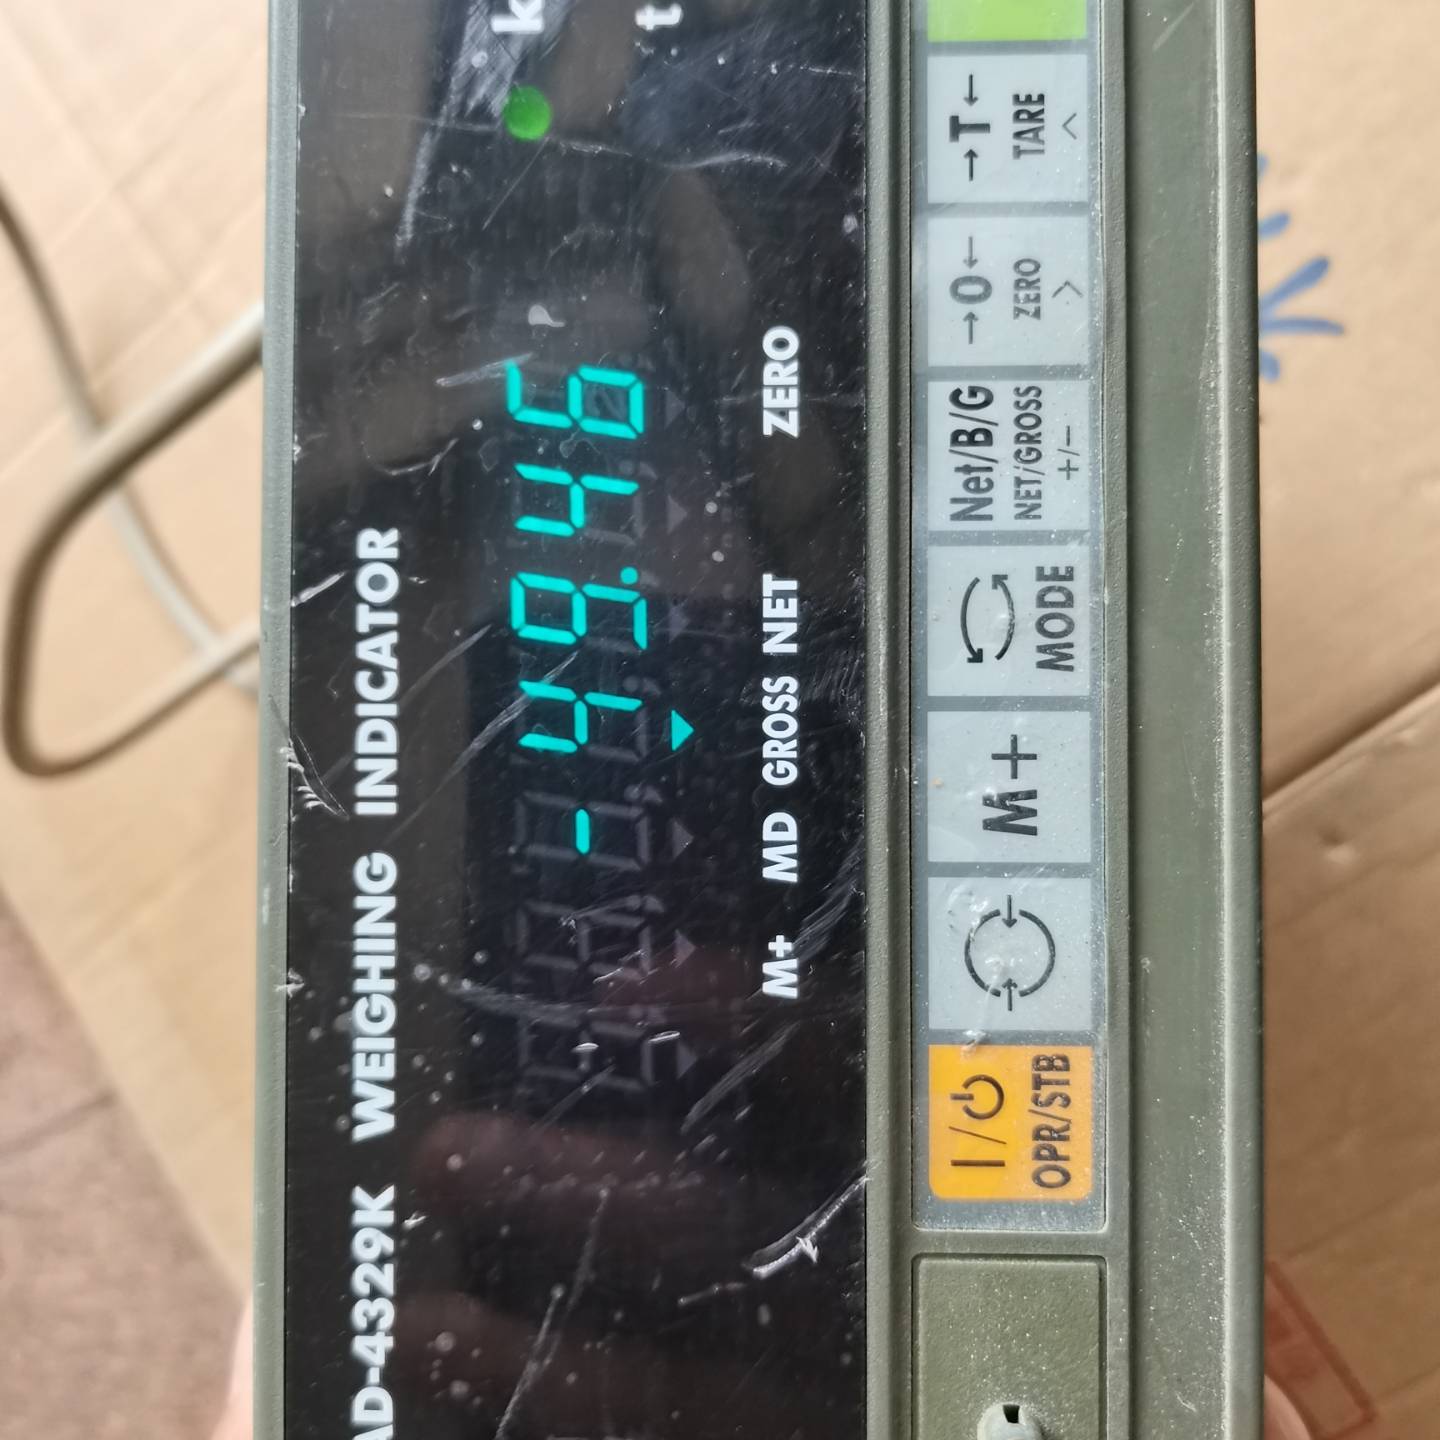 AD-4329K WEIGHING INDICATOR
-49.46
k
t
M+ MD GROSS NET ZERO
OPR/STB
M+
MODE
Net/B/G
NET/GROSS
+/−
→0←
ZERO
→T←
TARE